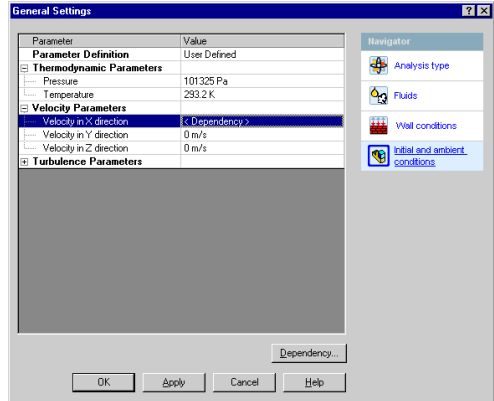 General Settings
Parameter Value
Parameter Definition User Defined
Thermodynamic Parameters
Pressure 101325 Pa
Temperature 293.2 K
Velocity Parameters
Velocity in X direction < Dependency >
Velocity in Y direction 0 m/s
Velocity in Z direction 0 m/s
Turbulence Parameters
Navigator
Analysis type
Fluids
Wall conditions
Initial and ambient
conditions
Dependency...
OK Apply Cancel Help